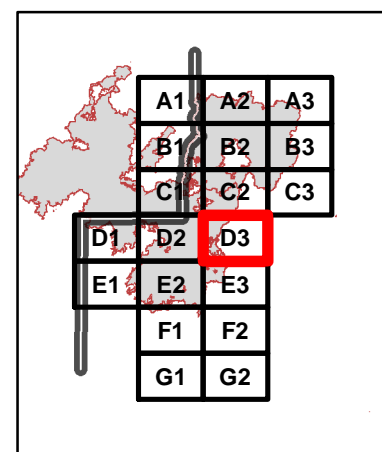 A1 A2 A3
B1 B2 B3
C1 C2 C3
D1 D2 D3
E1 E2 E3
F1 F2
G1 G2